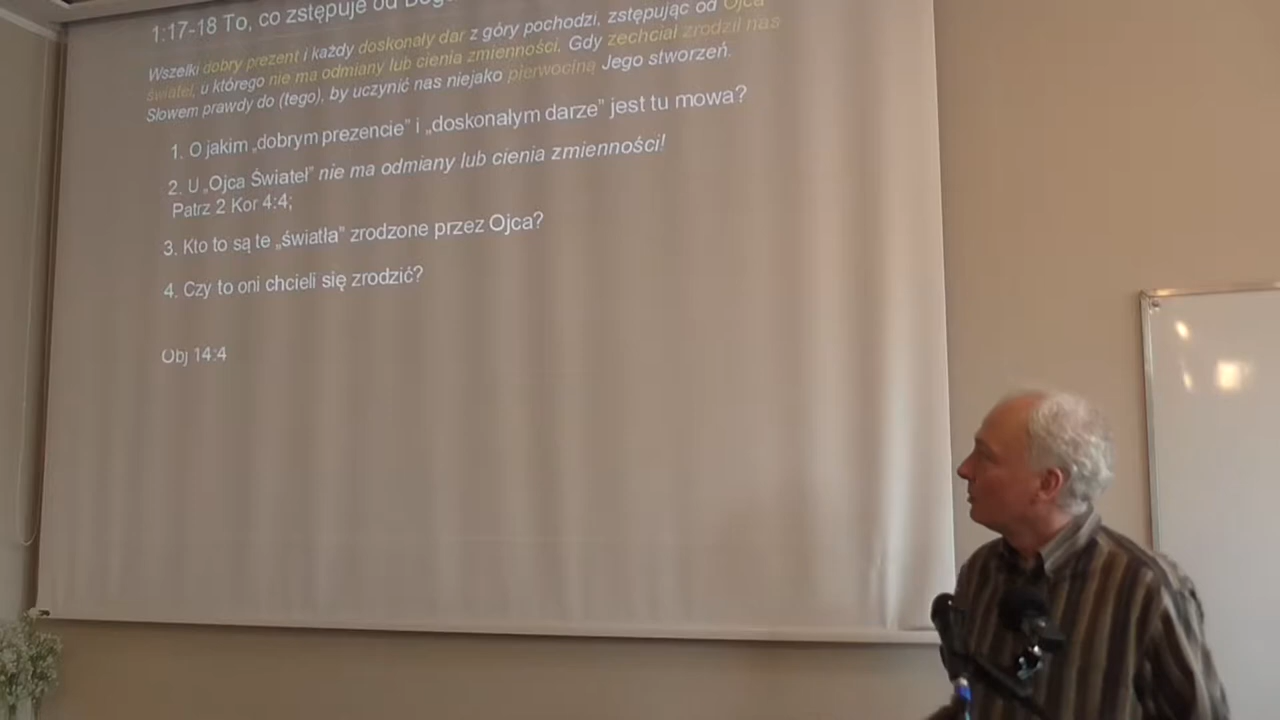 1:17-18 To, co zstępuje od
Wszelki dobry prezent i każdy doskonały dar z góry pochodzi, zstępując od Ojca
świateł, u którego nie ma odmiany lub cienia zmienności. Gdy zechciał zrodził nas
Słowem prawdy do (tego), by uczynić nas niejako pierwociną Jego stworzeń.
1. O jakim „dobrym prezencie” i „doskonałym darze” jest tu mowa?
2. U „Ojca Świateł” nie ma odmiany lub cienia zmienności!
Patrz 2 Kor 4:4;
3. Kto to są te „światła” zrodzone przez Ojca?
4. Czy to oni chcieli się zrodzić?
Obj 14:4